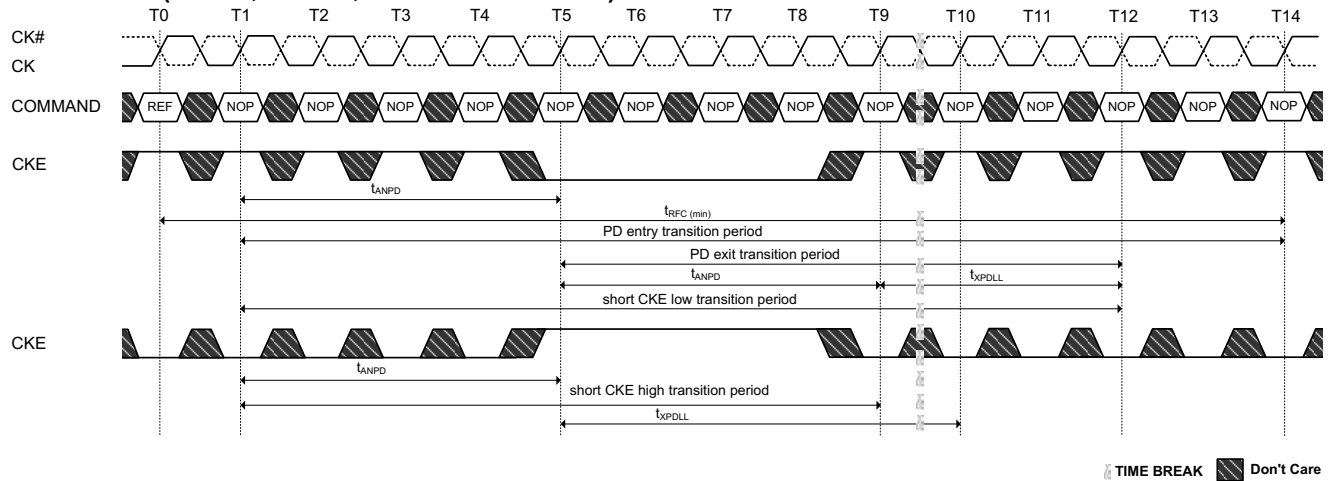 T0 T1 T2 T3 T4 T5 T6 T7 T8 T9 T10 T11 T12 T13 T14
CK#
CK
COMMAND REF NOP NOP NOP NOP NOP NOP NOP NOP NOP NOP NOP NOP NOP NOP
CKE
tANPD
tRFC (min)
PD entry transition period
PD exit transition period
tANPD tXPDLL
short CKE low transition period
CKE
tANPD
short CKE high transition period
tXPDLL
TIME BREAK Don't Care